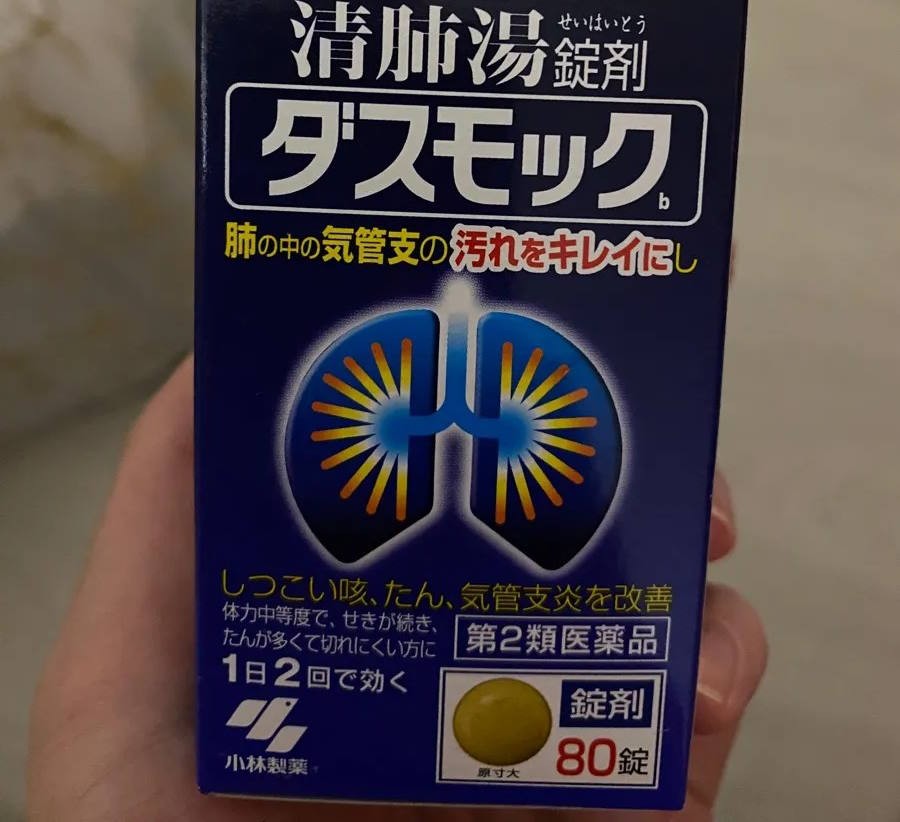 せいはいとう
清肺湯錠剤
ダスモックb
肺の中の気管支の汚れをキレイにし
しつこい咳、たん、気管支炎を改善
体力中等度で、せきが続き、
たんが多くて切れにくい方に
第2類医薬品
1日2回で効く
錠剤
80錠
原寸大
小林製薬